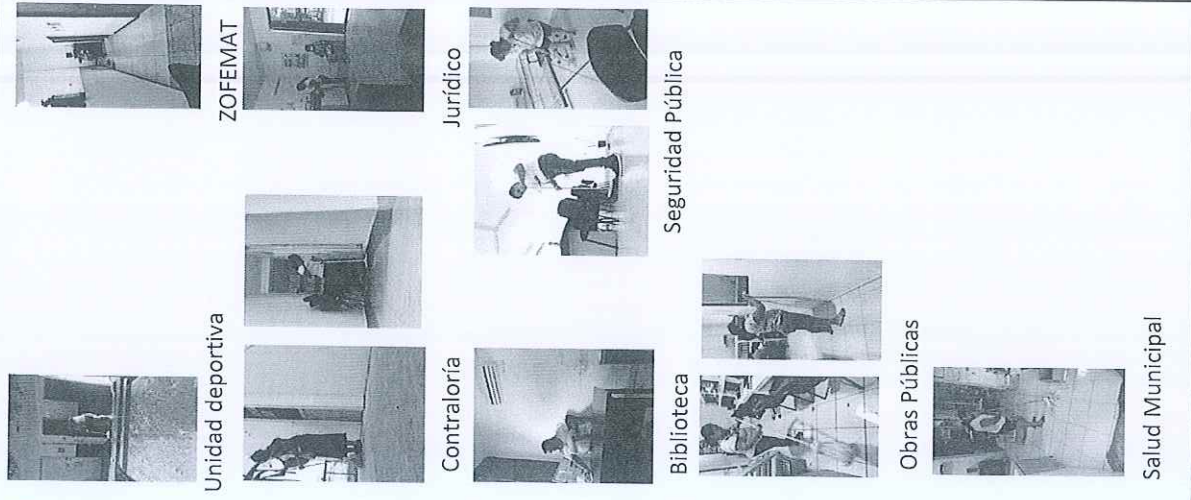 Unidad deportiva
ZOFEMAT
Contraloría
Jurídico
Biblioteca
Seguridad Pública
Obras Públicas
Salud Municipal